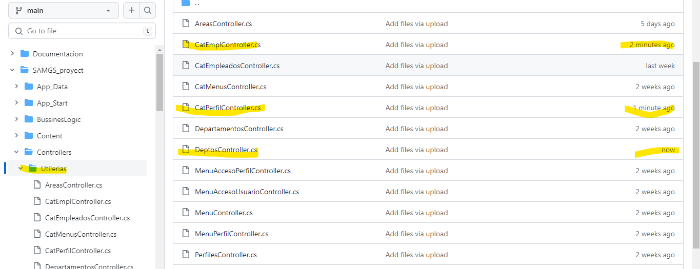 main
Go to file
t
Documentacion
SAMGS_proyect
App_Data
App_Start
BussinesLogic
Content
Controllers
Utilerias
AreasController.cs
CatEmplController.cs
CatEmpleadosController.cs
CatMenusController.cs
CatPerfilController.cs
DepartamentosController.cs
..
AreasController.cs Add files via upload 5 days ago
CatEmplController.cs Add files via upload 2 minutes ago
CatEmpleadosController.cs Add files via upload last week
CatMenusController.cs Add files via upload 2 weeks ago
CatPerfilController.cs Add files via upload 1 minute ago
DepartamentosController.cs Add files via upload 2 weeks ago
DeptosController.cs Add files via upload now
MenuAccesoPerfilController.cs Add files via upload 2 weeks ago
MenuAccesoUsuarioController.cs Add files via upload 2 weeks ago
MenuController.cs Add files via upload 2 weeks ago
MenuPerfilController.cs Add files via upload 2 weeks ago
PerfilesController.cs Add files via upload 2 weeks ago